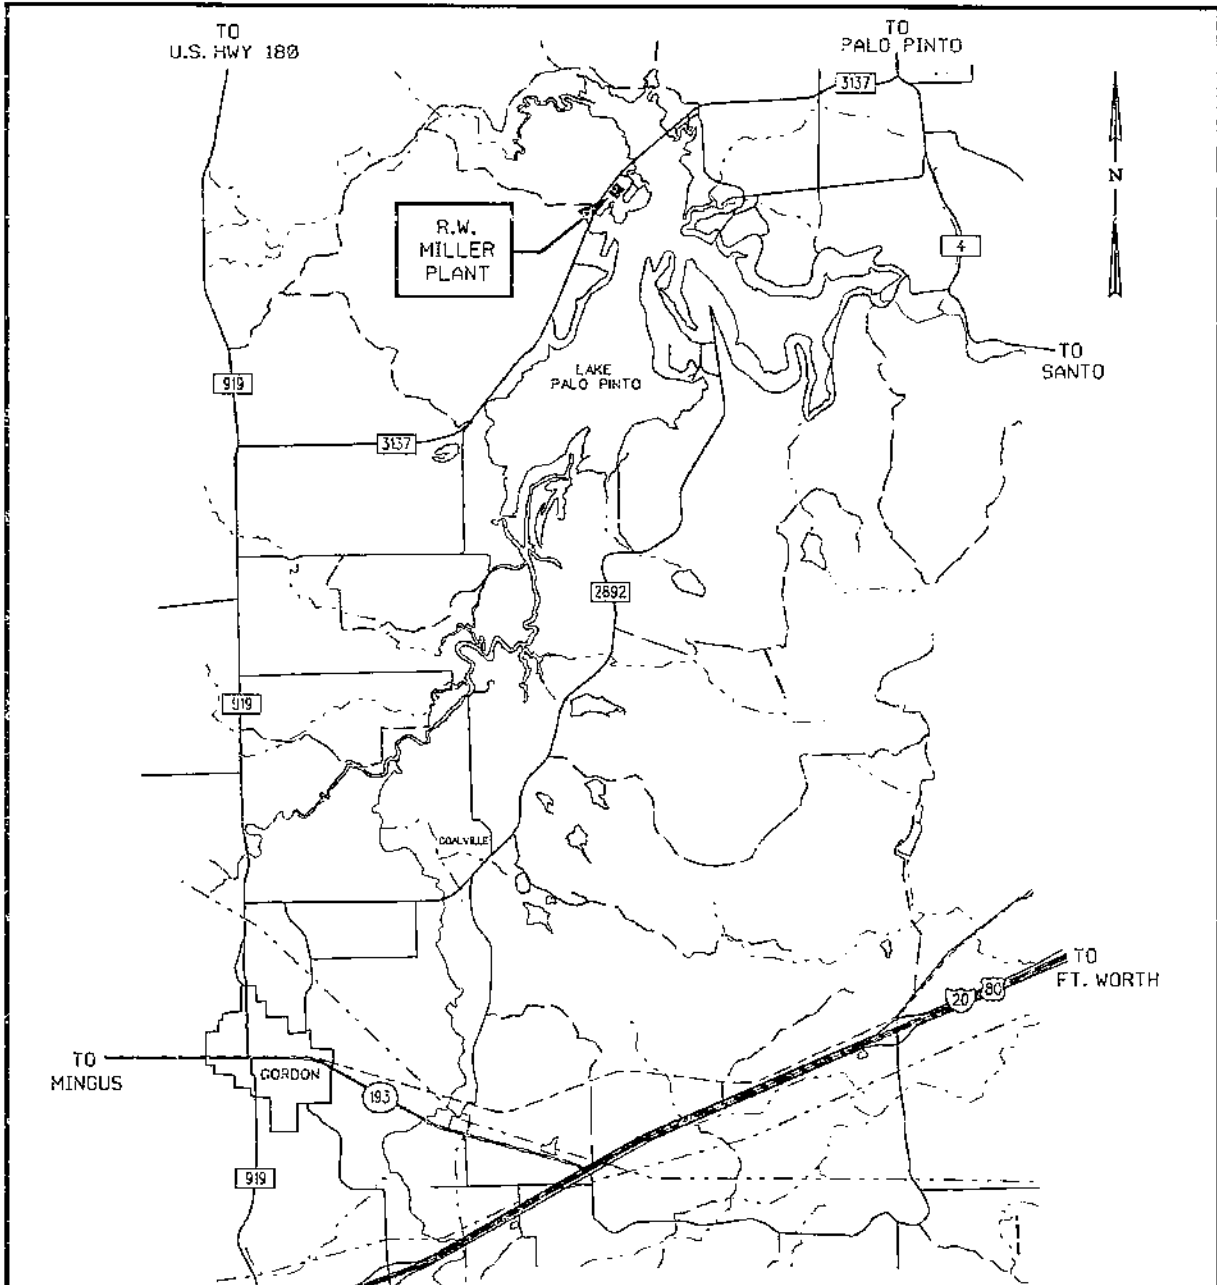 TO
U.S. HWY 180
TO
PALO PINTO
3137
N
R.W.
MILLER
PLANT
4
TO
SANTO
LAKE
PALO PINTO
919
3137
2692
919
COALVILLE
TO
FT. WORTH
20
80
TO
MINGUS
GORDON
193
919